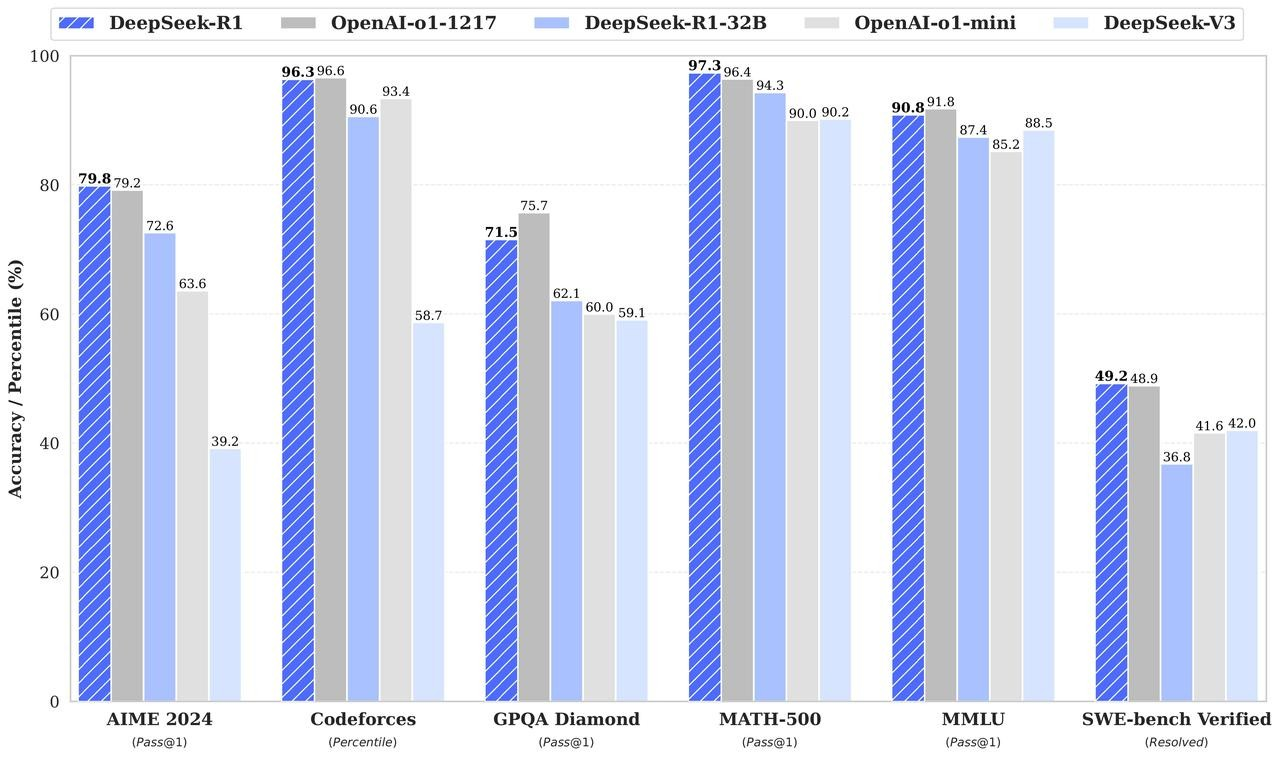 DeepSeek-R1 OpenAI-o1-1217 DeepSeek-R1-32B OpenAI-o1-mini DeepSeek-V3
Accuracy / Percentile (%)
100
80
60
40
20
0
79.8 79.2 72.6 63.6 39.2
96.3 96.6 90.6 93.4 58.7
71.5 75.7 62.1 60.0 59.1
97.3 96.4 94.3 90.0 90.2
90.8 91.8 87.4 85.2 88.5
49.2 48.9 36.8 41.6 42.0
AIME 2024 Codeforces GPQA Diamond MATH-500 MMLU SWE-bench Verified
(Pass@1) (Percentile) (Pass@1) (Pass@1) (Pass@1) (Resolved)